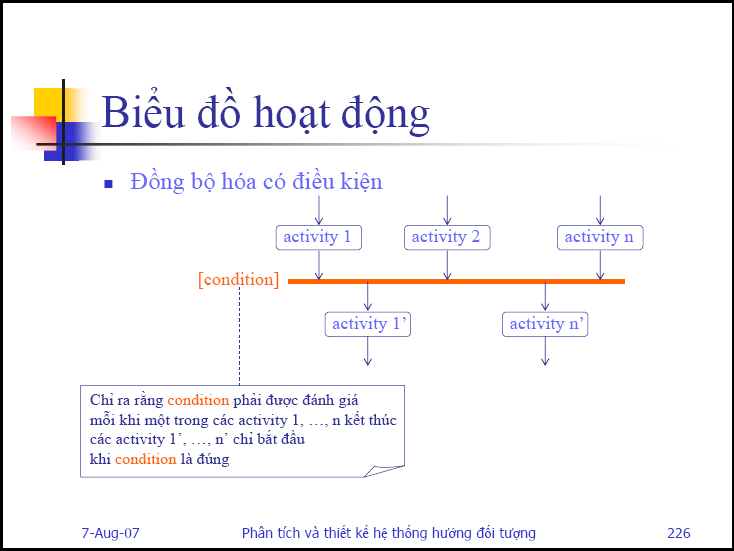 Biểu đồ hoạt động
Đồng bộ hóa có điều kiện
activity 1 activity 2 activity n
[condition]
activity 1’ activity n’
Chỉ ra rằng condition phải được đánh giá
mỗi khi một trong các activity 1, …, n kết thúc
các activity 1’, …, n’ chỉ bắt đầu
khi condition là đúng
7-Aug-07 Phân tích và thiết kế hệ thống hướng đối tượng 226